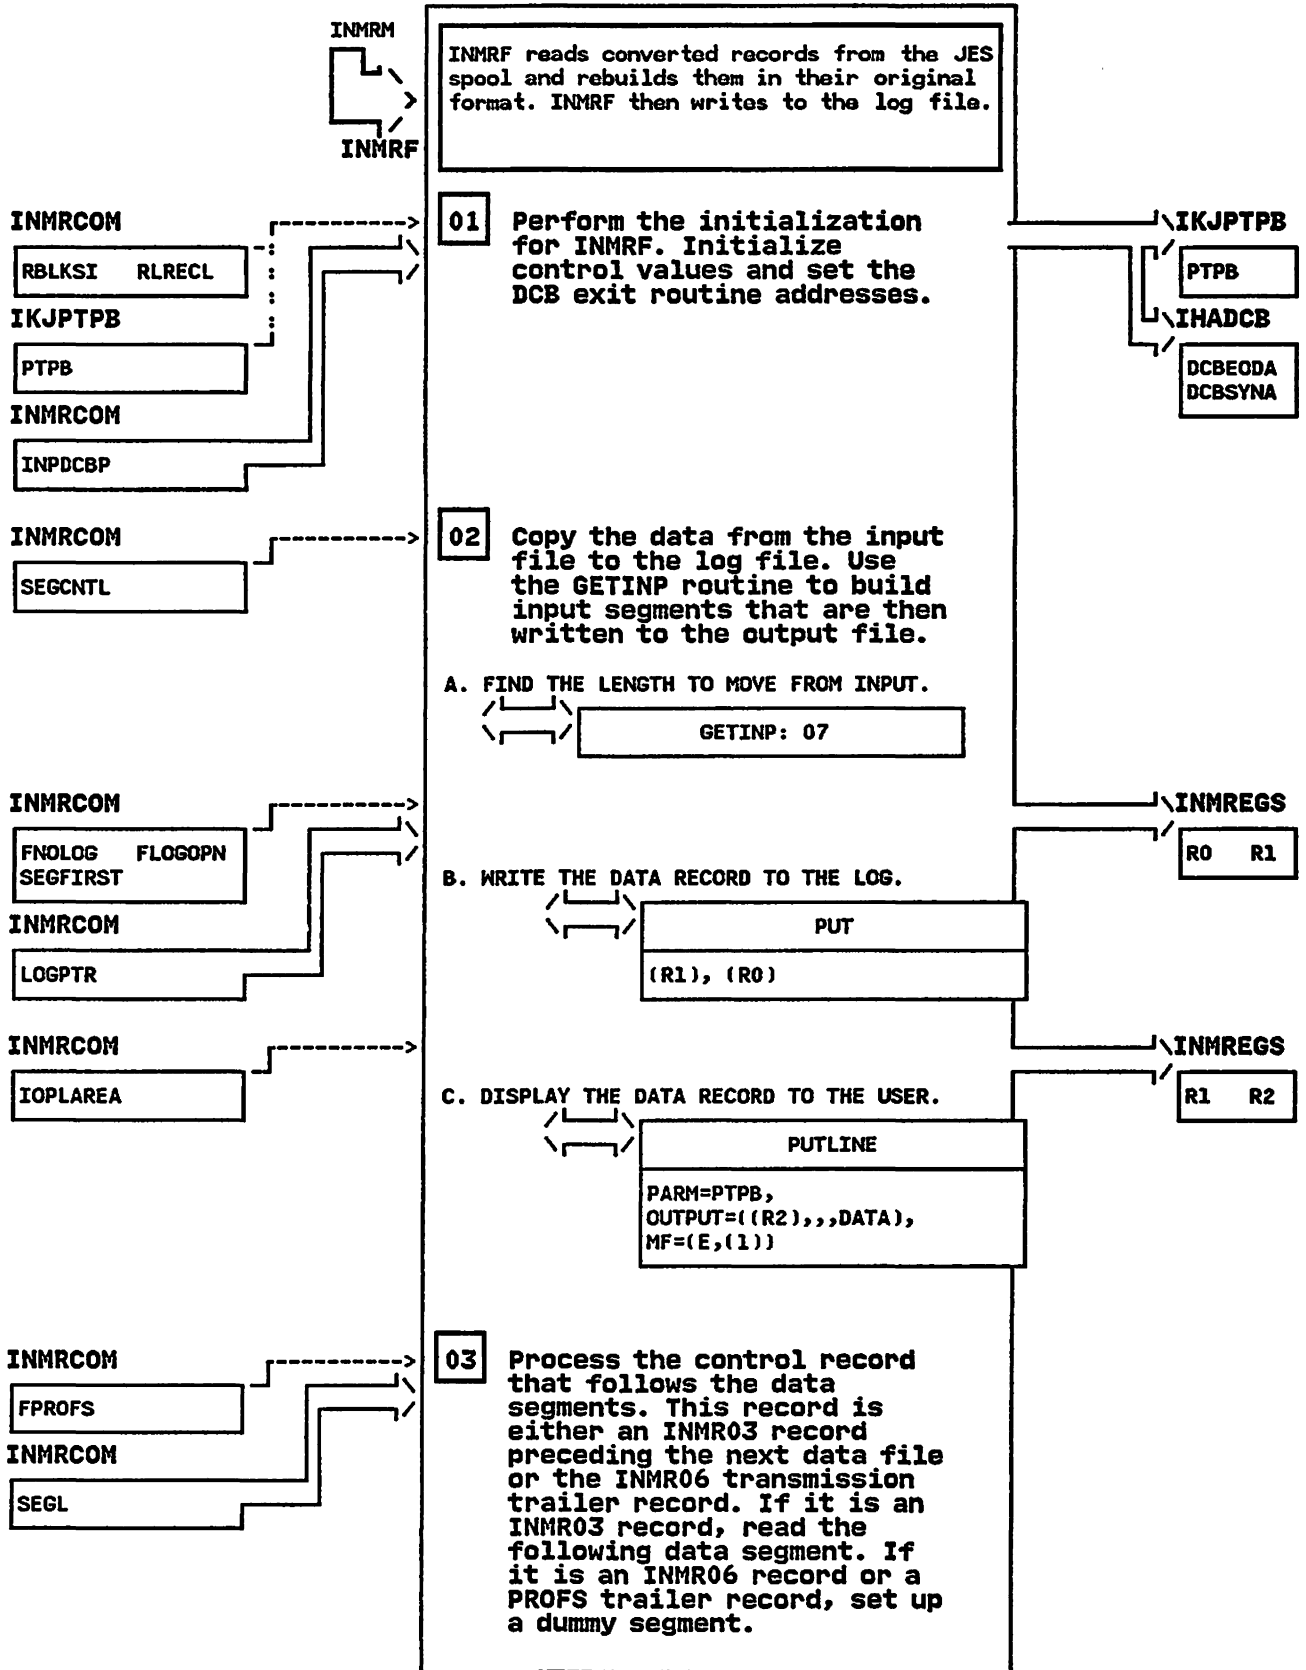 INMRM
INMRF
INMRF reads converted records from the JES
spool and rebuilds them in their original
format. INMRF then writes to the log file.
INMRCOM
RBLKSI RLRECL
IKJPTPB
PTPB
INMRCOM
INPDCBP
01
Perform the initialization
for INMRF. Initialize
control values and set the
DCB exit routine addresses.
IKJPTPB
PTPB
IHADCB
DCBEODA
DCBSYNA
INMRCOM
SEGCNTL
02
Copy the data from the input
file to the log file. Use
the GETINP routine to build
input segments that are then
written to the output file.
A. FIND THE LENGTH TO MOVE FROM INPUT.
GETINP: 07
INMRCOM
FNOLOG FLOGOPN
SEGFIRST
INMRCOM
LOGPTR
INMREGS
R0 R1
B. WRITE THE DATA RECORD TO THE LOG.
PUT
(R1), (R0)
INMRCOM
IOPLAREA
INMREGS
R1 R2
C. DISPLAY THE DATA RECORD TO THE USER.
PUTLINE
PARM=PTPB,
OUTPUT=((R2),,,DATA),
MF=(E,(1))
INMRCOM
FPROFS
INMRCOM
SEGL
03
Process the control record
that follows the data
segments. This record is
either an INMR03 record
preceding the next data file
or the INMR06 transmission
trailer record. If it is an
INMR03 record, read the
following data segment. If
it is an INMR06 record or a
PROFS trailer record, set up
a dummy segment.